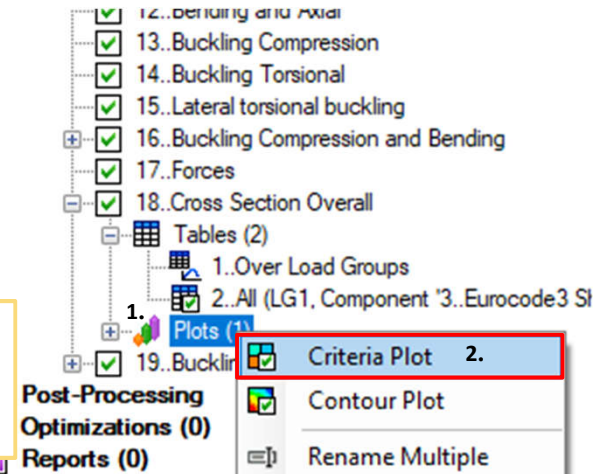 12..Bending and Axial
13..Buckling Compression
14..Buckling Torsional
15..Lateral torsional buckling
16..Buckling Compression and Bending
17..Forces
18..Cross Section Overall
Tables (2)
1..Over Load Groups
2..All (LG1, Component '3..Eurocode3 Sh
1. Plots (1)
19..Bucklin
Criteria Plot 2.
Post-Processing
Contour Plot
Optimizations (0)
Reports (0)
Rename Multiple